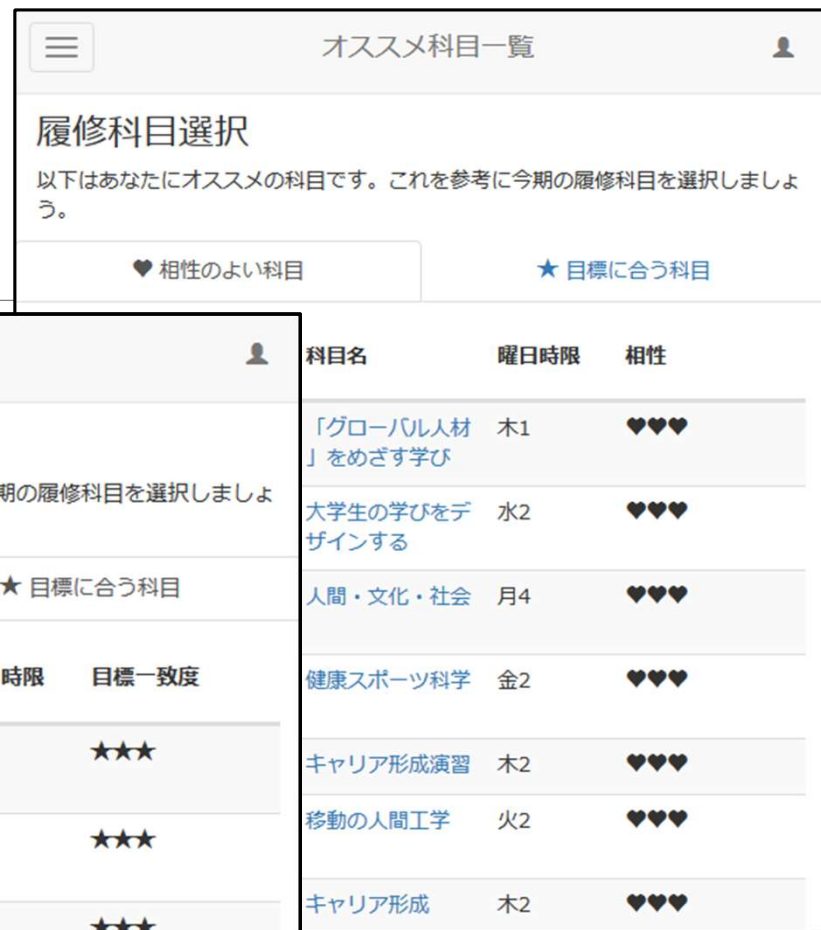 オススメ科目一覧
履修科目選択
以下はあなたにオススメの科目です。これを参考に今期の履修科目を選択しましょ
う。
♥ 相性のよい科目
★ 目標に合う科目
科目名 曜日時限 相性
「グローバル人材 木1 ♥♥♥
」をめざす学び
大学生の学びをデ 水2 ♥♥♥
ザインする
人間・文化・社会 月4 ♥♥♥
健康スポーツ科学 金2 ♥♥♥
キャリア形成演習 木2 ♥♥♥
移動の人間工学 火2 ♥♥♥
キャリア形成 木2 ♥♥♥
期の履修科目を選択しましょ
★ 目標に合う科目
時限 目標一致度
★★★
★★★
★★★